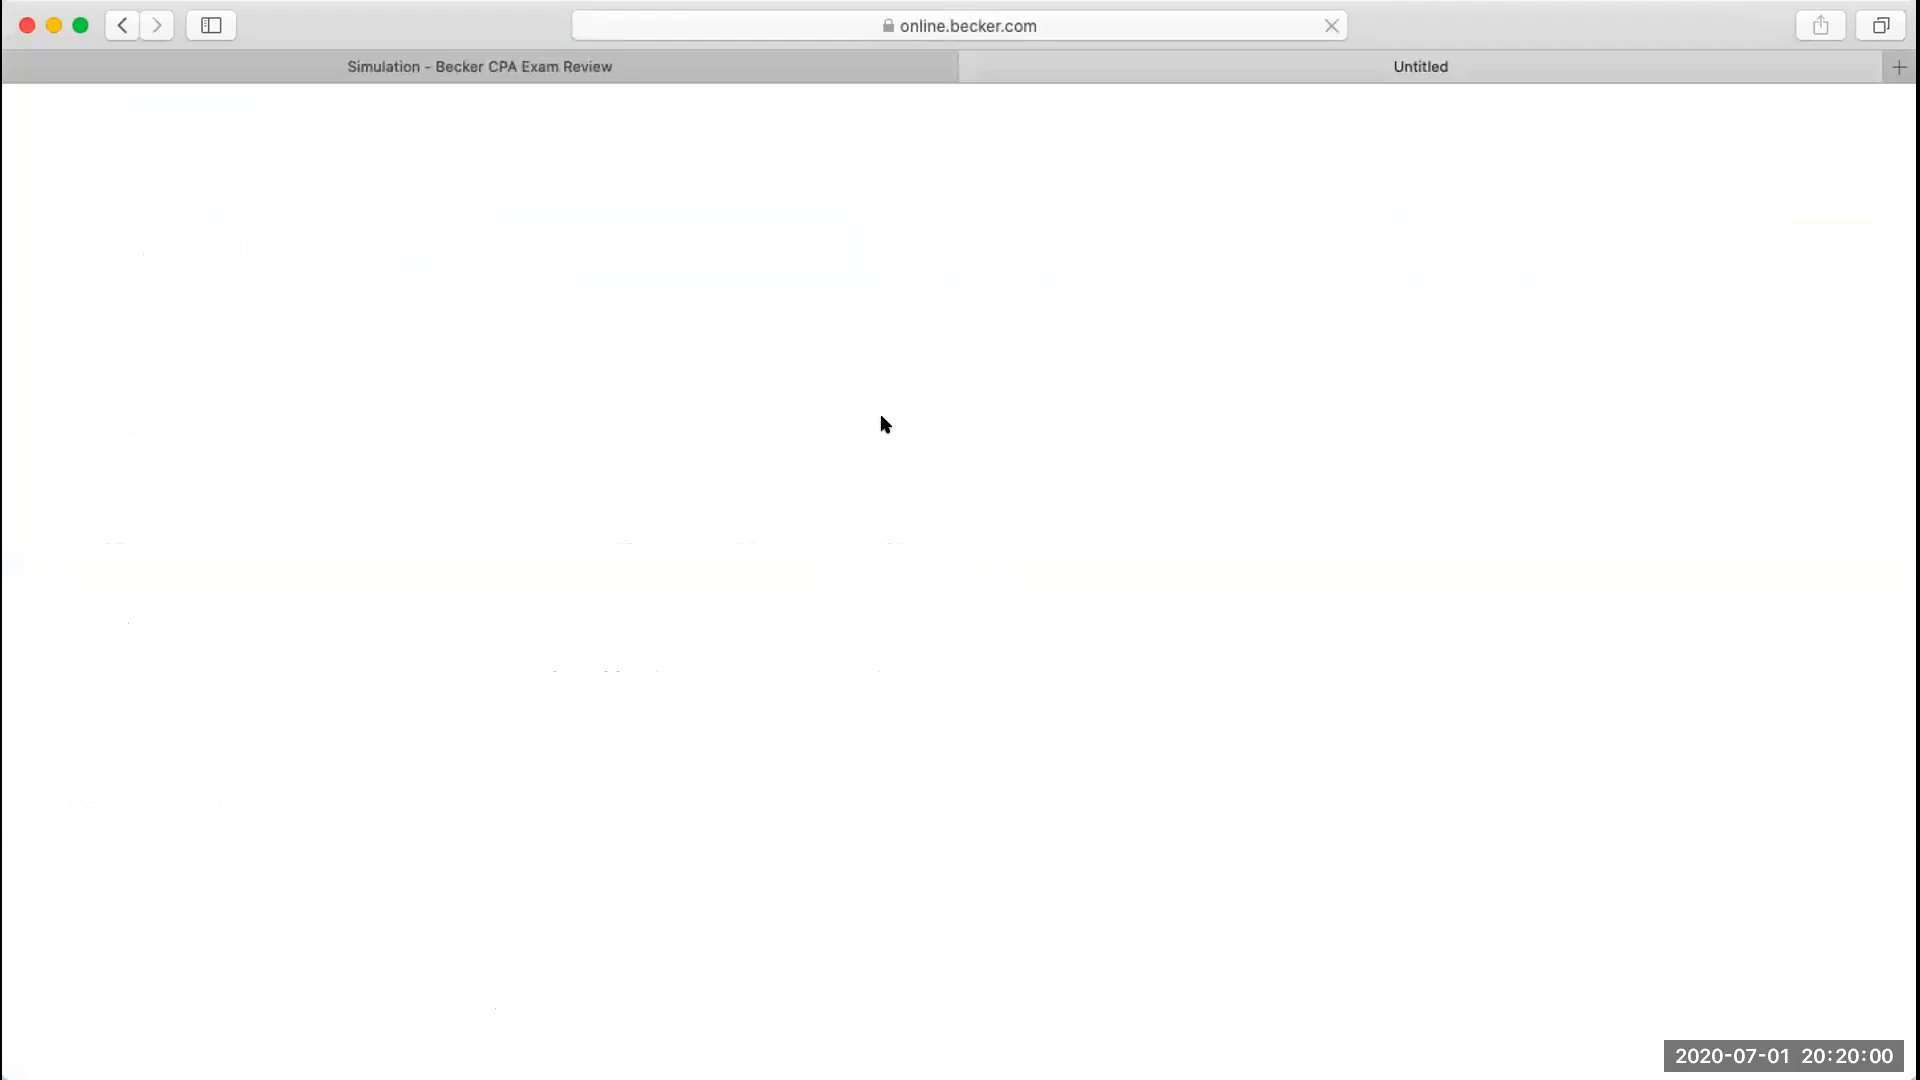 online.becker.com
Simulation - Becker CPA Exam Review
Untitled
2020-07-01 20:20:00